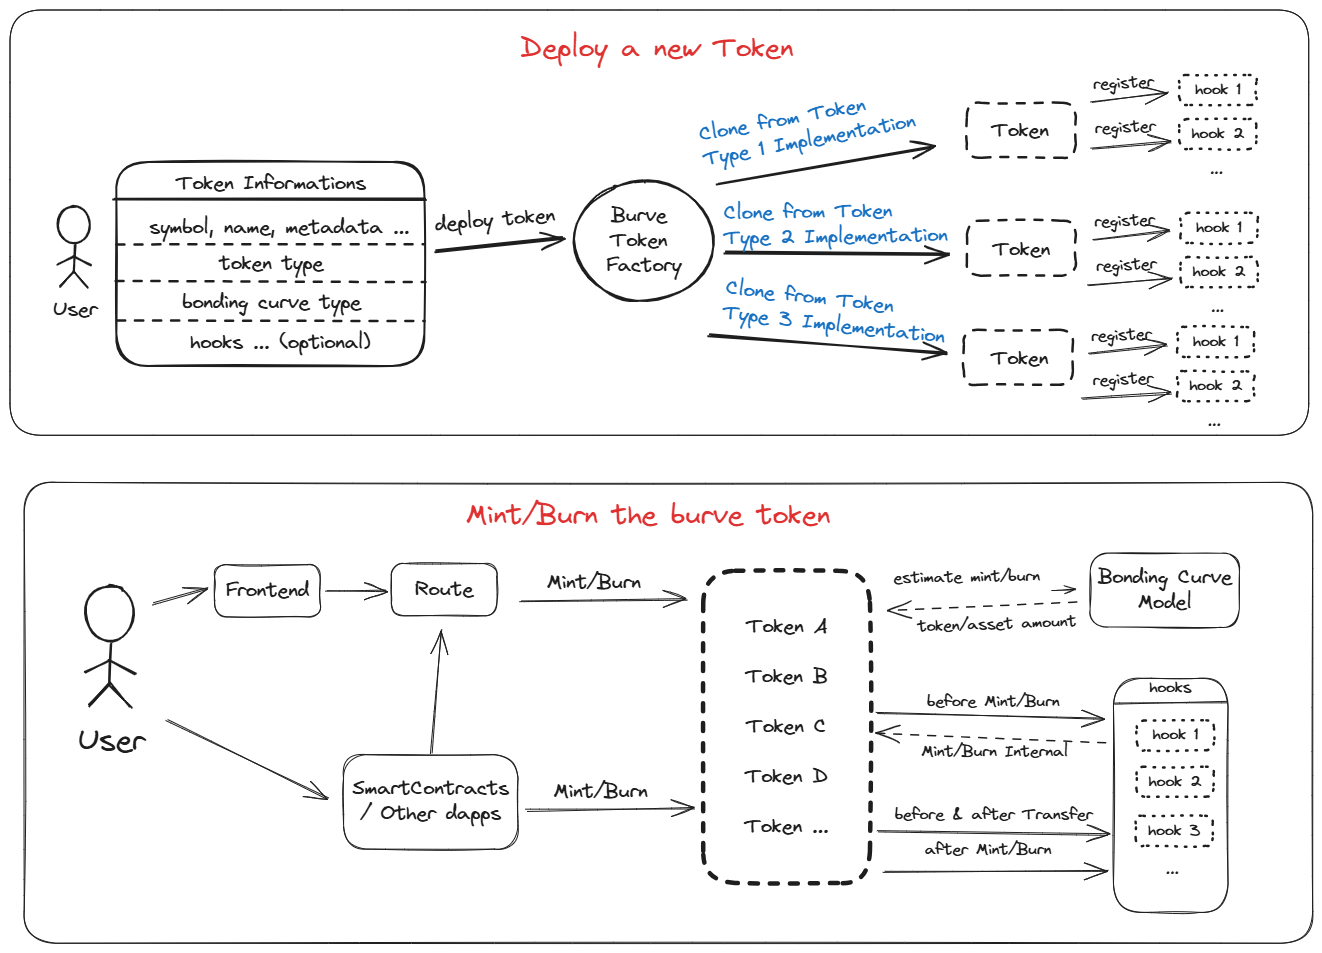 Deploy a new Token
Token Informations
symbol, name, metadata ...
token type
bonding curve type
hooks ... (optional)
User
deploy token
Burve
Token
Factory
Clone from Token
Type 1 Implementation
Token
register
hook 1
register
hook 2
...
Clone from Token
Type 2 Implementation
Token
register
hook 1
register
hook 2
...
Clone from Token
Type 3 Implementation
Token
register
hook 1
register
hook 2
...
Mint/Burn the burve token
User
Frontend
Route
Mint/Burn
SmartContracts
/ Other dapps
Mint/Burn
Token A
Token B
Token C
Token D
Token ...
estimate mint/burn
token/asset amount
Bonding Curve
Model
before Mint/Burn
Mint/Burn Internal
before & after Transfer
after Mint/Burn
hooks
hook 1
hook 2
hook 3
...